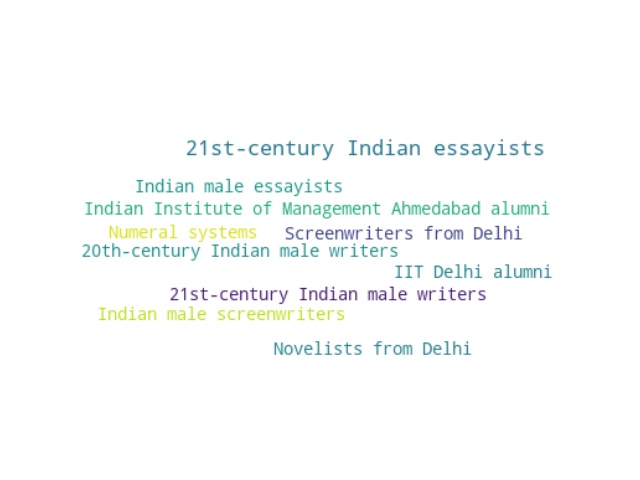 21st-century Indian essayists
Indian male essayists
Indian Institute of Management Ahmedabad alumni
Numeral systems
Screenwriters from Delhi
20th-century Indian male writers
IIT Delhi alumni
21st-century Indian male writers
Indian male screenwriters
Novelists from Delhi